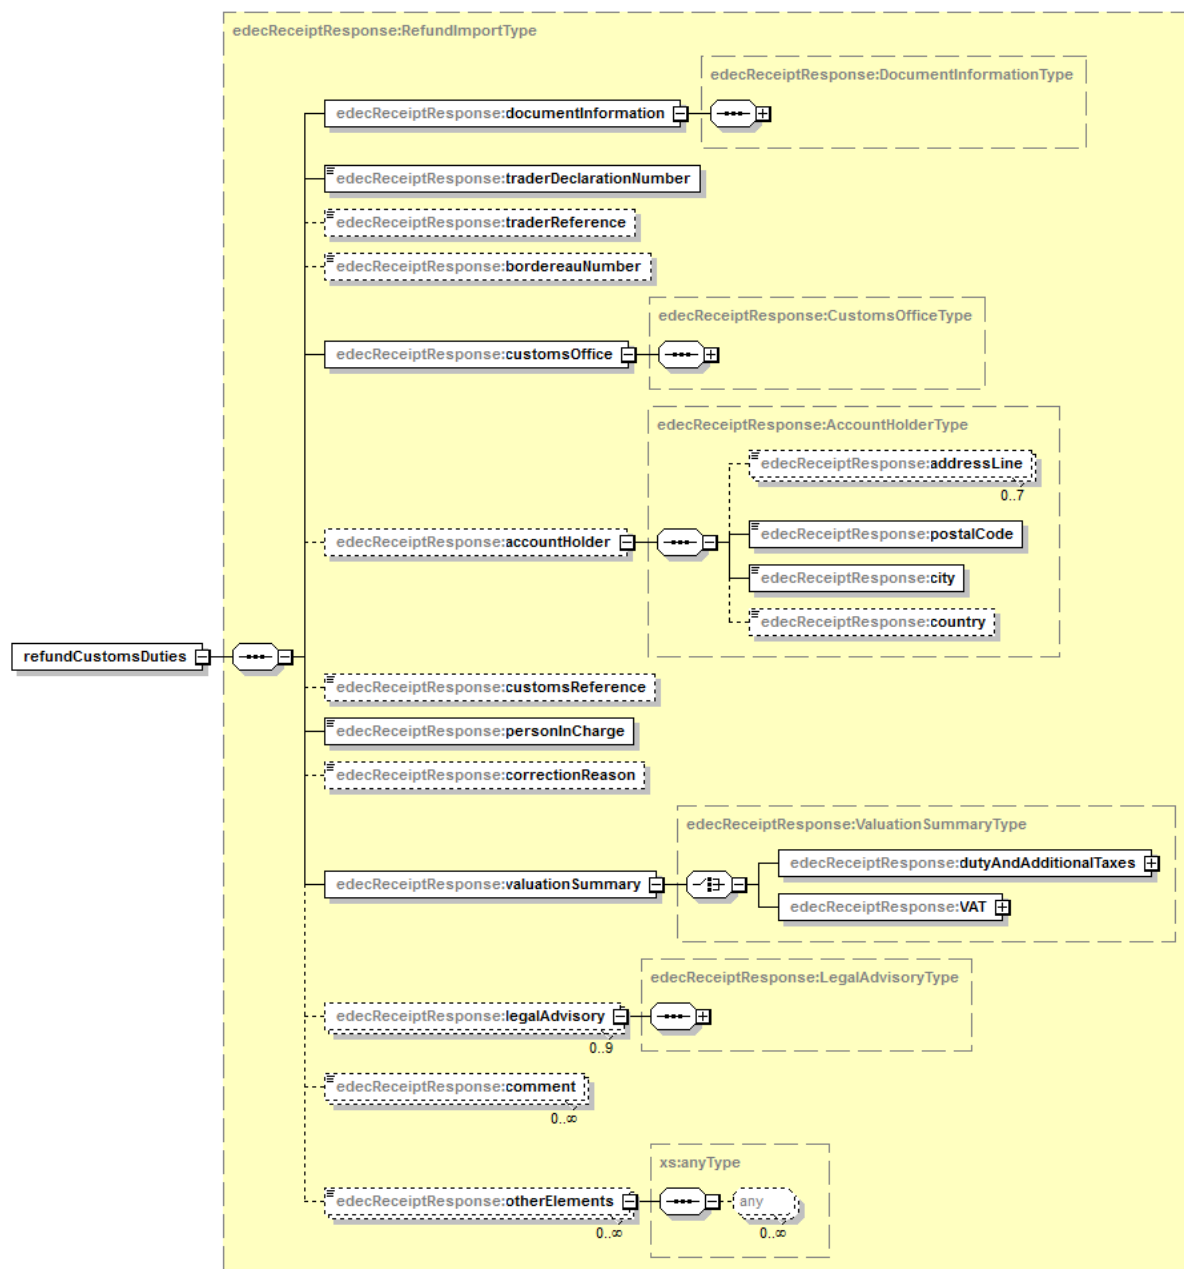 edecReceiptResponse:RefundImportType
edecReceiptResponse:DocumentInformationType
edecReceiptResponse:documentInformation
edecReceiptResponse:traderDeclarationNumber
edecReceiptResponse:traderReference
edecReceiptResponse:bordereauNumber
edecReceiptResponse:CustomsOfficeType
edecReceiptResponse:customsOffice
edecReceiptResponse:AccountHolderType
edecReceiptResponse:addressLine
0..7
edecReceiptResponse:postalCode
edecReceiptResponse:accountHolder
edecReceiptResponse:city
edecReceiptResponse:country
refundCustomsDuties
edecReceiptResponse:customsReference
edecReceiptResponse:personInCharge
edecReceiptResponse:correctionReason
edecReceiptResponse:ValuationSummaryType
edecReceiptResponse:dutyAndAdditionalTaxes
edecReceiptResponse:valuationSummary
edecReceiptResponse:VAT
edecReceiptResponse:LegalAdvisoryType
edecReceiptResponse:legalAdvisory
0..9
edecReceiptResponse:comment
0..∞
xs:anyType
edecReceiptResponse:otherElements
any
0..∞
0..∞